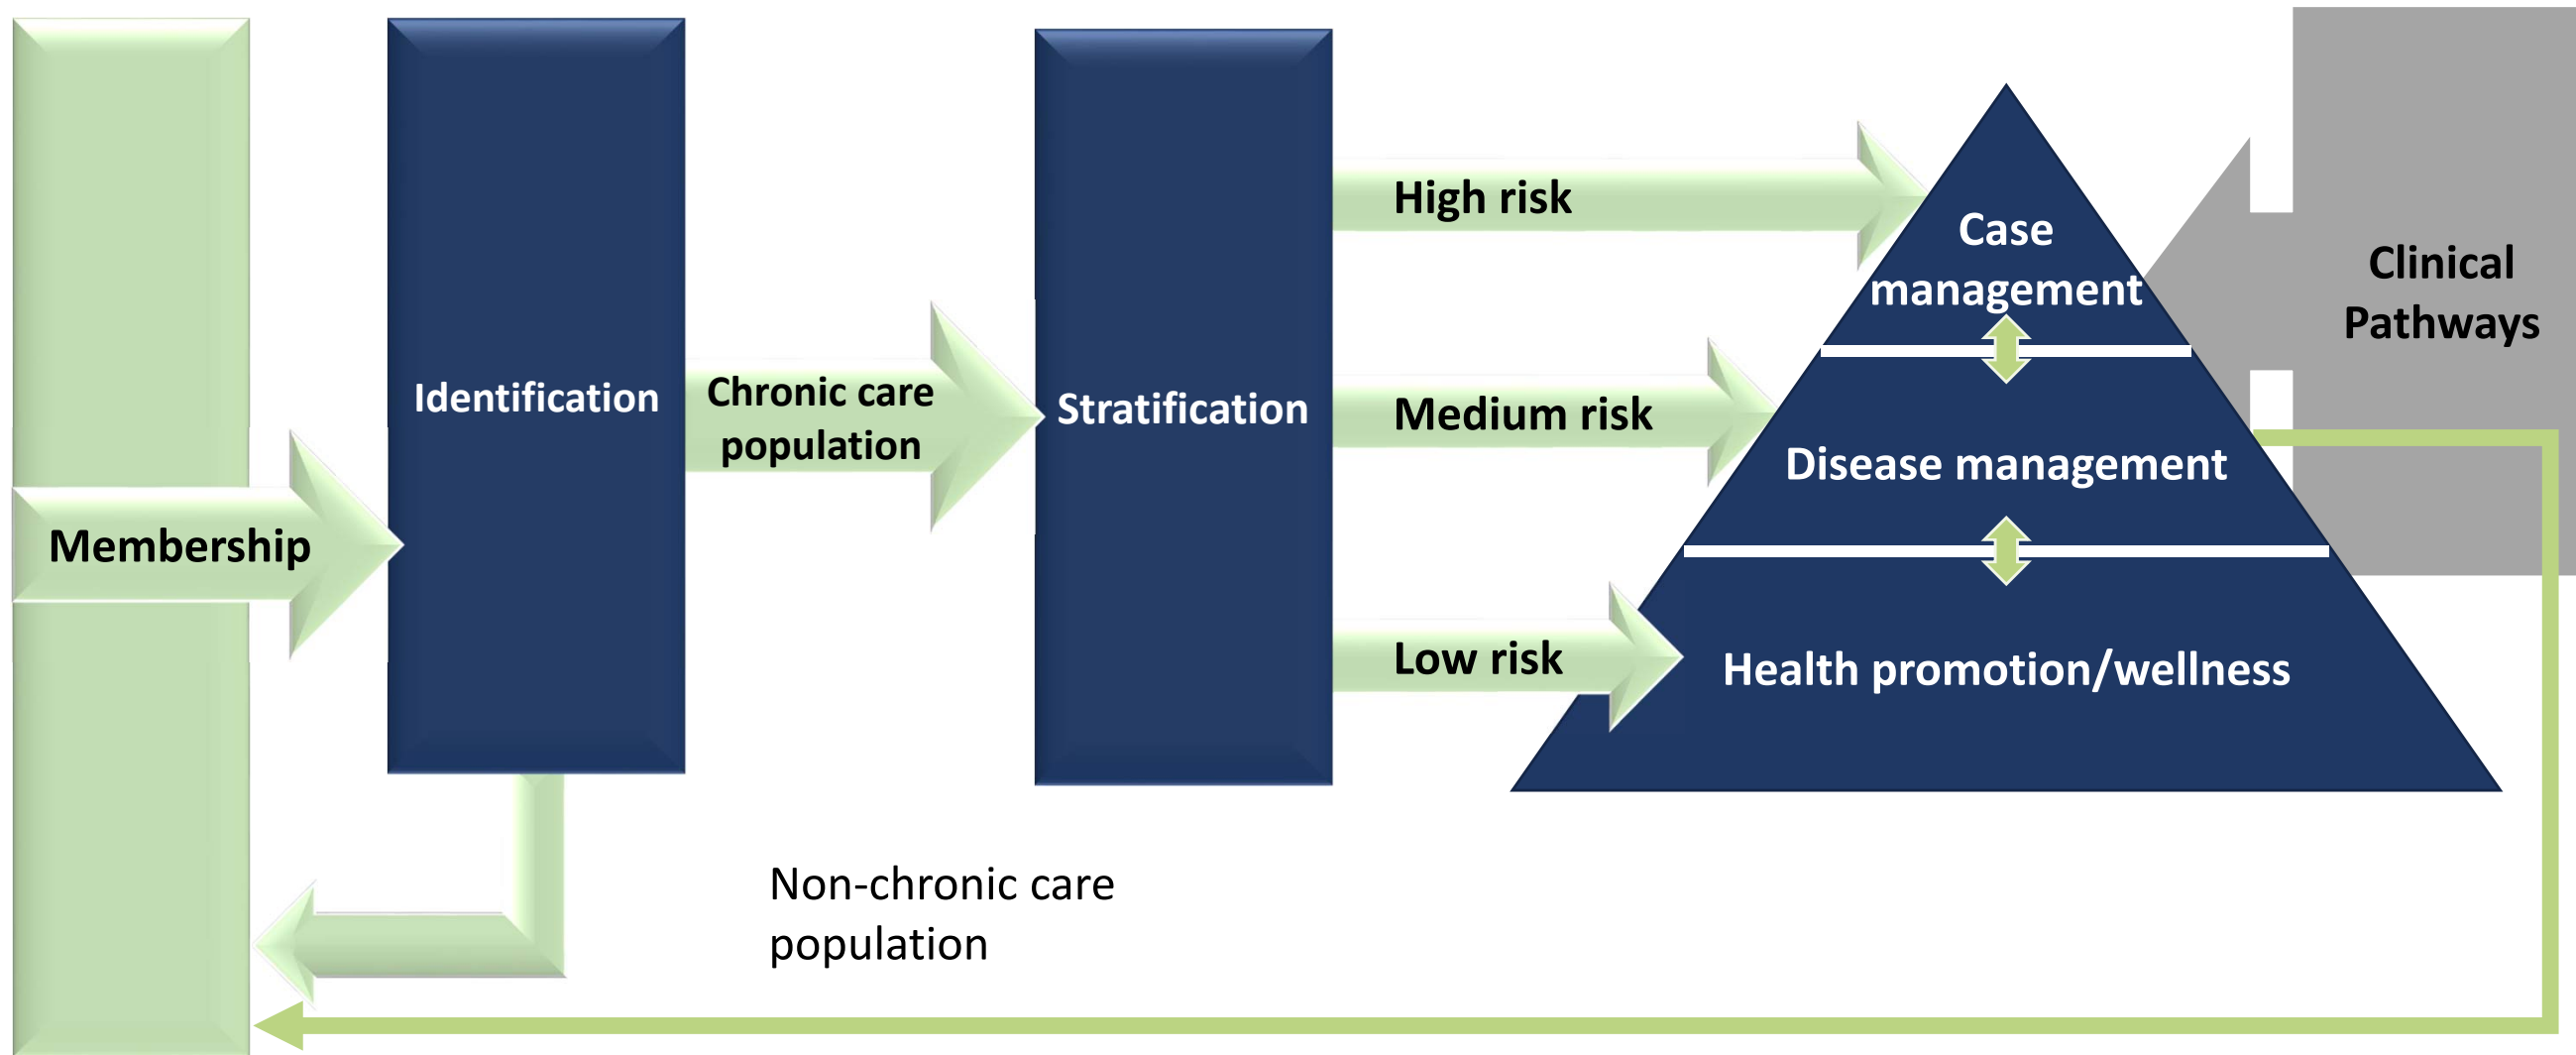 Membership
Identification
Chronic care
population
Stratification
High risk
Medium risk
Low risk
Case
management
Disease management
Health promotion/wellness
Clinical
Pathways
Non-chronic care
population